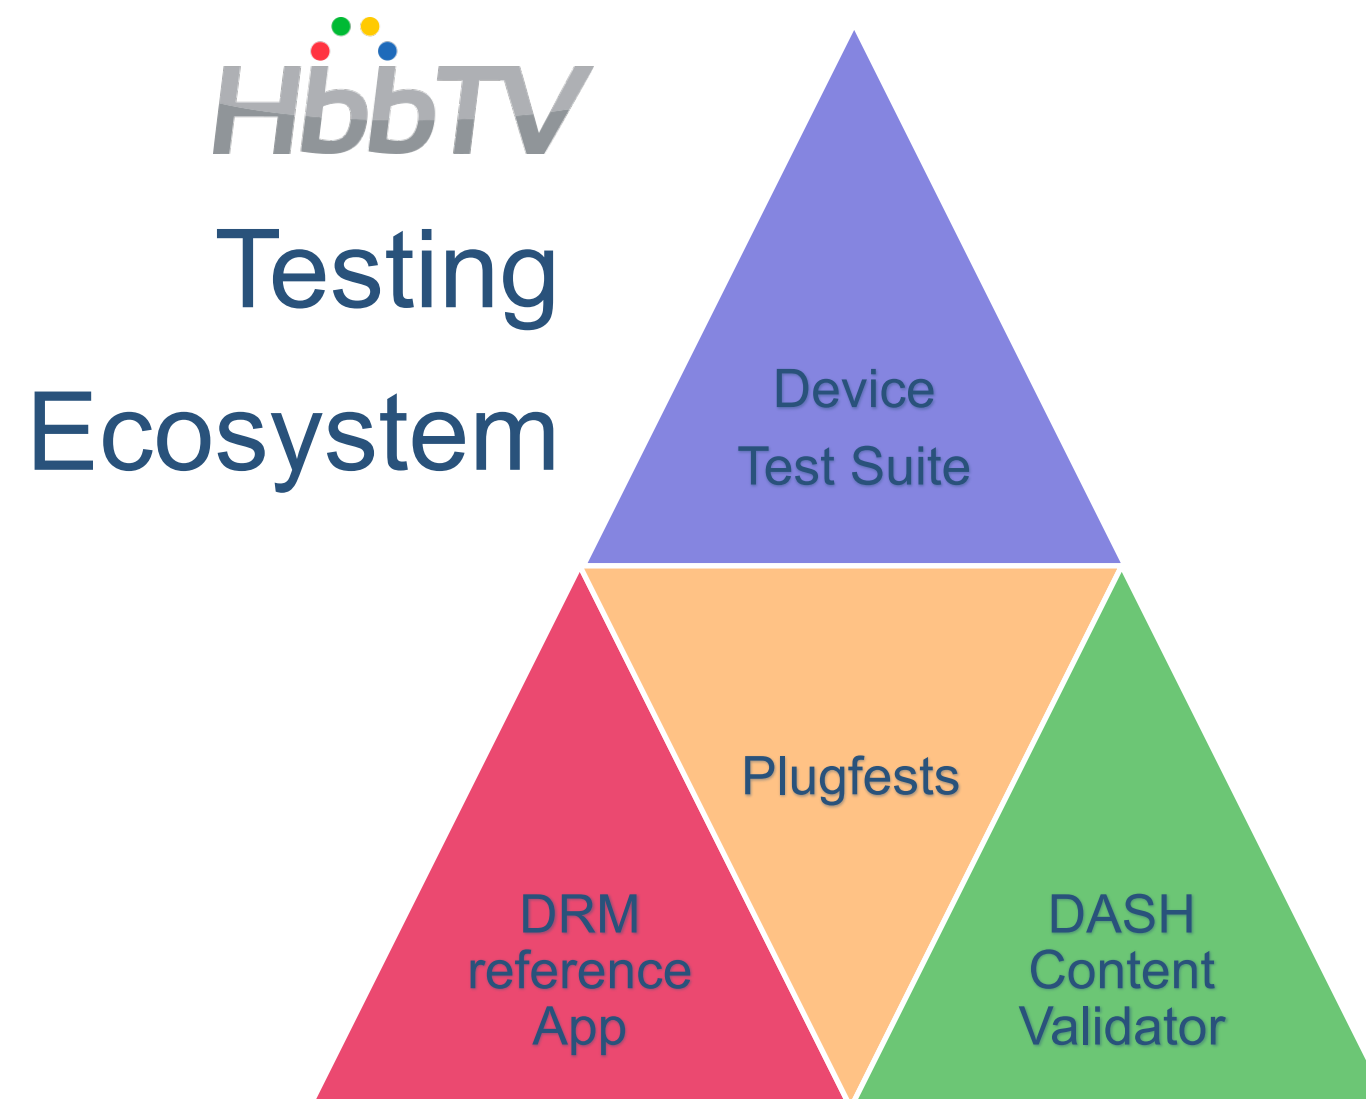 HbbTV
Testing
Ecosystem
Device
Test Suite
Plugfests
DRM
reference
App
DASH
Content
Validator